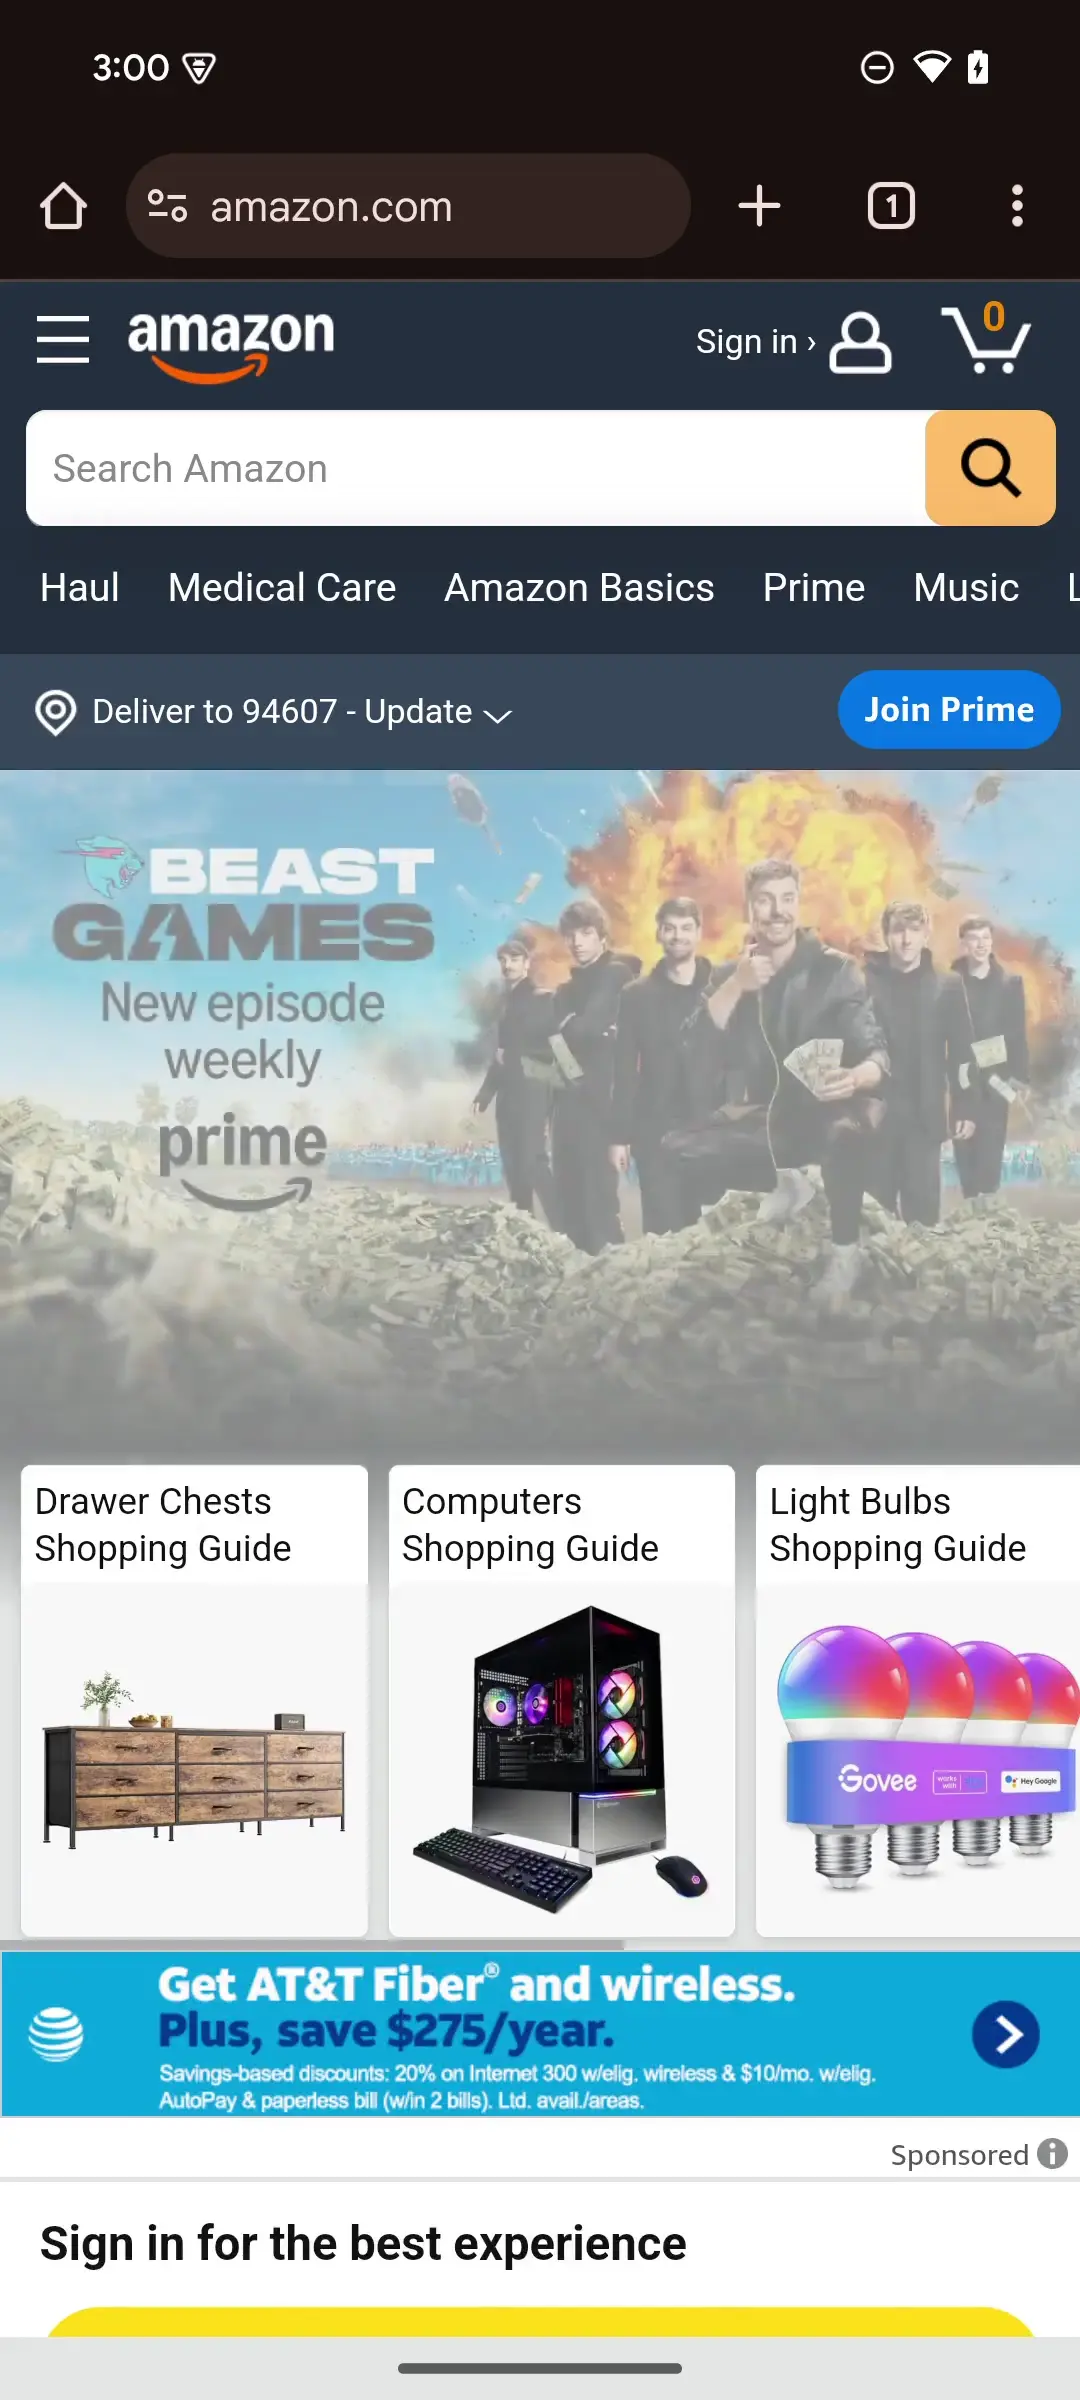 3:00
amazon.com
1
amazon
Sign in ›
0
Search Amazon
Haul Medical Care Amazon Basics Prime Music L
Deliver to 94607 - Update
Join Prime
BEAST
GAMES
New episode
weekly
prime
Drawer Chests
Shopping Guide
Computers
Shopping Guide
Light Bulbs
Shopping Guide
Govee
works
with
Hey Google
Get AT&T Fiber® and wireless.
Plus, save $275/year.
Savings-based discounts: 20% on Internet 300 w/elig. wireless & $10/mo. w/elig.
AutoPay & paperless bill (w/in 2 bills). Ltd. avail./areas.
Sponsored
Sign in for the best experience